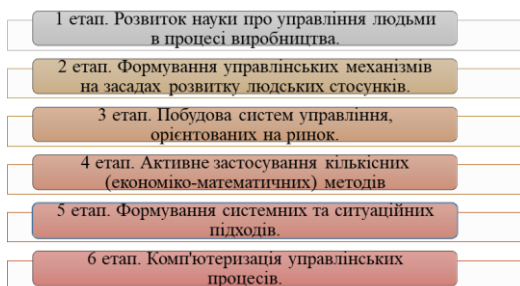 1 етап. Розвиток науки про управління людьми
в процесі виробництва.
2 етап. Формування управлінських механізмів
на засадах розвитку людських стосунків.
3 етап. Побудова систем управління,
орієнтованих на ринок.
4 етап. Активне застосування кількісних
(економіко-математичних) методів
5 етап. Формування системних та ситуаційних
підходів.
6 етап. Комп'ютеризація управлінських
процесів.